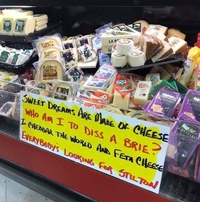 SWEET DREAMS ARE MADE OF CHEESE
WHO AM I TO DISS A BRIE?
I CHEDDAR THE WORLD AND FETA CHEESE
EVERYBODY'S LOOKING FOR STILTON